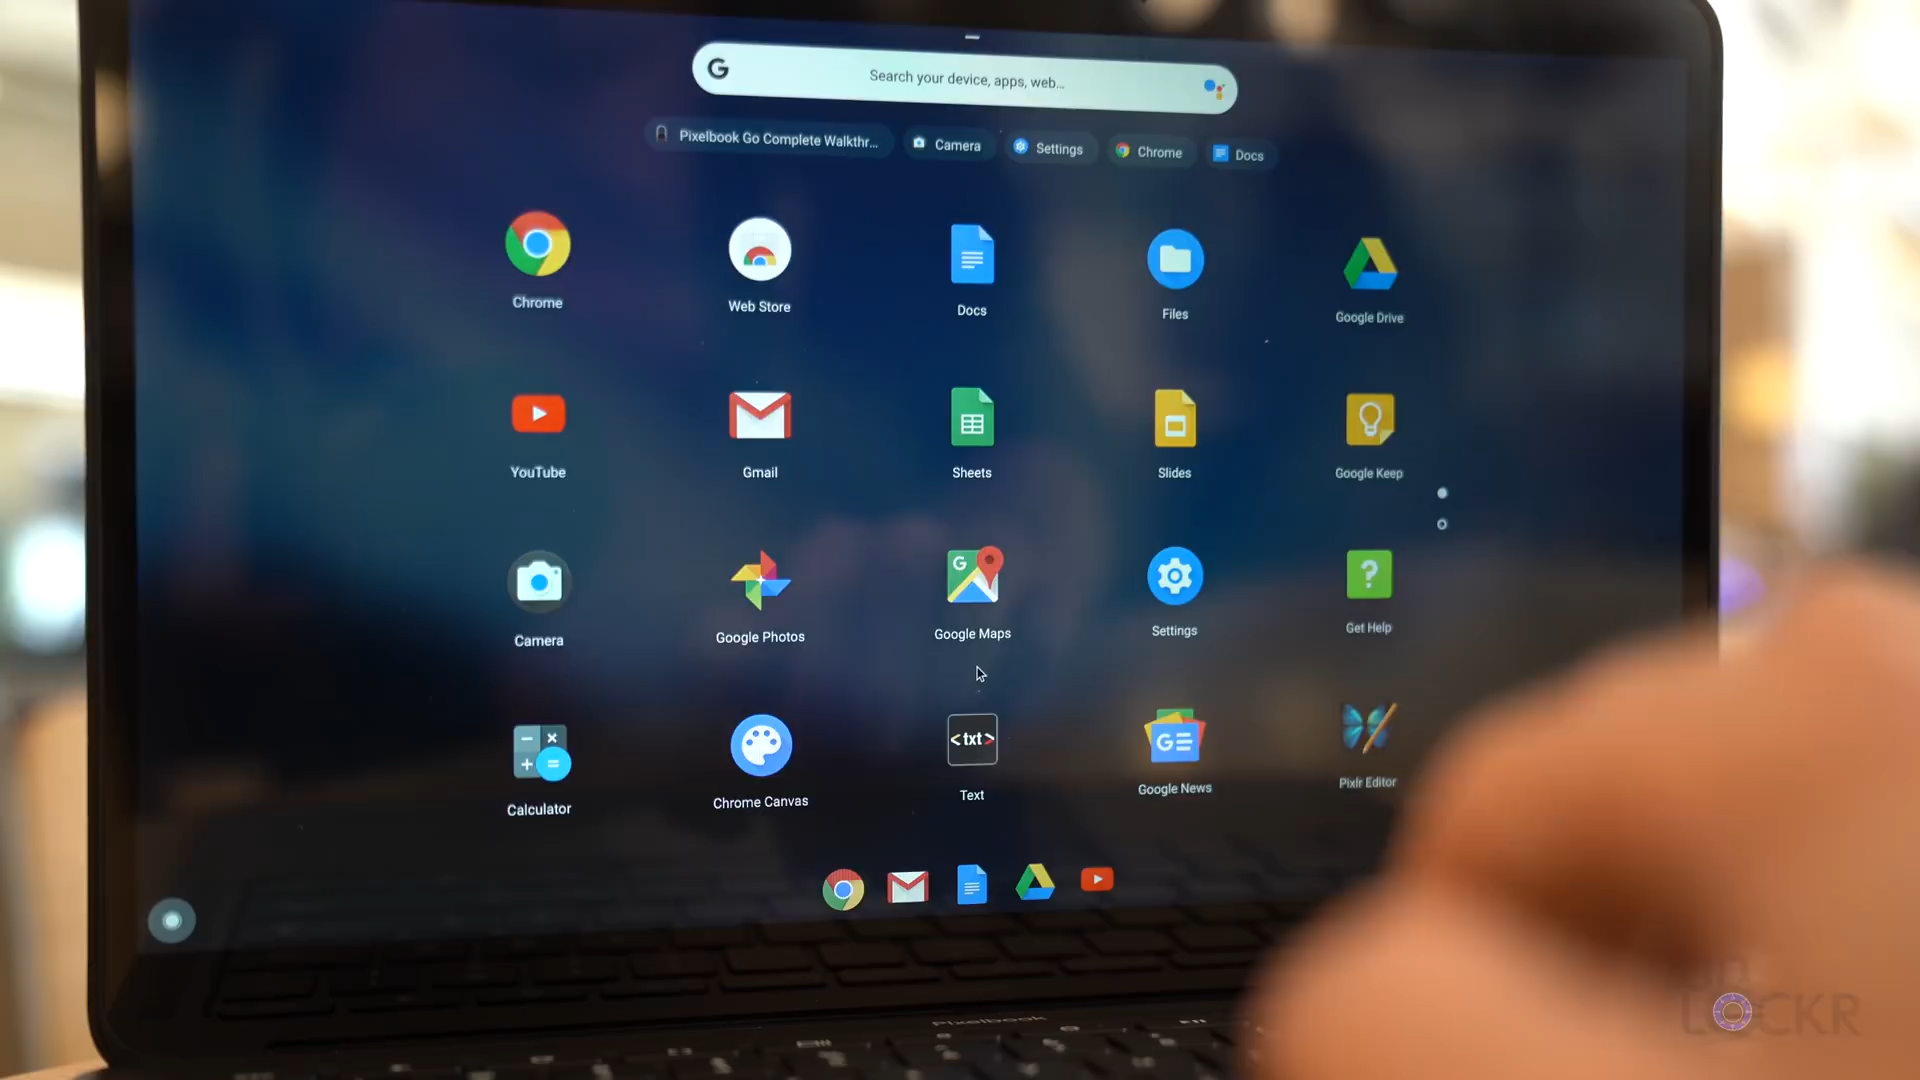 G Search your device, apps, web...
Pixelbook Go Complete Walkthr... Camera Settings Chrome Docs
Chrome Web Store Docs Files Google Drive
YouTube Gmail Sheets Slides Google Keep
G
?
Camera Google Photos Google Maps Settings Get Help
<txt>
G
Calculator Chrome Canvas Text Google News Pixlr Editor
Pixelbook
LOCKR